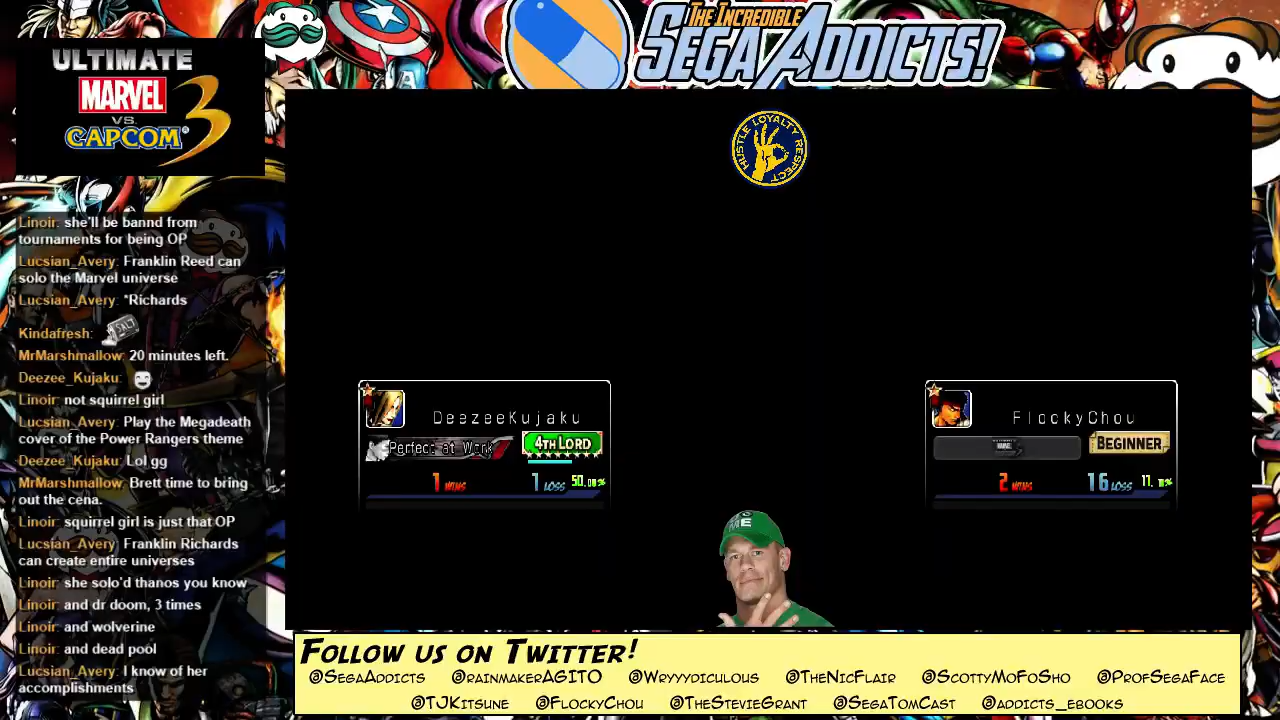 THE INCREDIBLE
SEGA ADDICTS!
ULTIMATE
MARVEL
VS.
CAPCOM
3
HUSTLE LOYALTY RESPECT
Linoir: she'll be bannd from
tournaments for being OP
Lucsian_Avery: Franklin Reed can
solo the Marvel universe
Lucsian_Avery: *Richards
Kindafresh:
SALT
MrMarshmallow: 20 minutes left.
Deezee_Kujaku:
Linoir: not squirrel girl
Lucsian_Avery: Play the Megadeath
cover of the Power Rangers theme
Deezee_Kujaku: Lol gg
MrMarshmallow: Brett time to bring
out the cena.
Linoir: squirrel girl is just that OP
Lucsian_Avery: Franklin Richards
can create entire universes
Linoir: she solo'd thanos you know
Linoir: and dr doom, 3 times
Linoir: and wolverine
Linoir: and dead pool
Lucsian_Avery: I know of her
accomplishments
DeezeeKujaku
Perfect at Work
4TH LORD
1 WINS 1 LOSS 50.00%
FlockyChou
BEGINNER
2 WINS 16 LOSS
ME
FOLLOW US ON TWITTER!
@SEGAADDICTS @RAINMAKERAGITO @WRYYYDICULOUS @THENICFLAIR @SCOTTYMOFOSHO @PROFSEGAFACE
@TJKITSUNE @FLOCKYCHOU @THESTEVIEGRANT @SEGATOMCAST @ADDICTS_EBOOKS